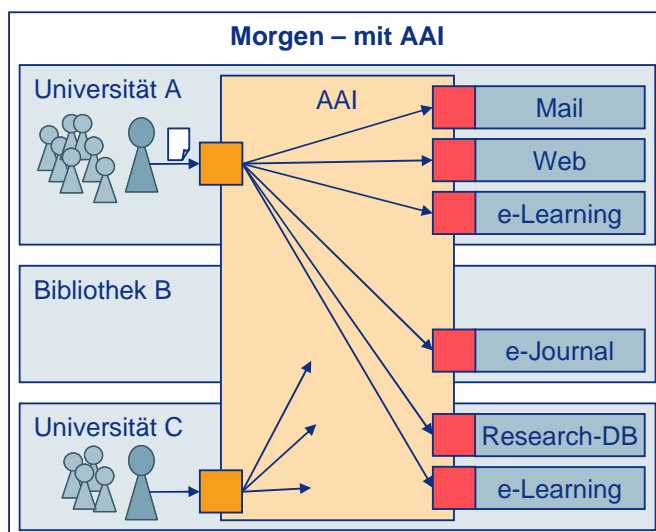 Morgen – mit AAI
Universität A
AAI
Mail
Web
e-Learning
Bibliothek B
e-Journal
Universität C
Research-DB
e-Learning